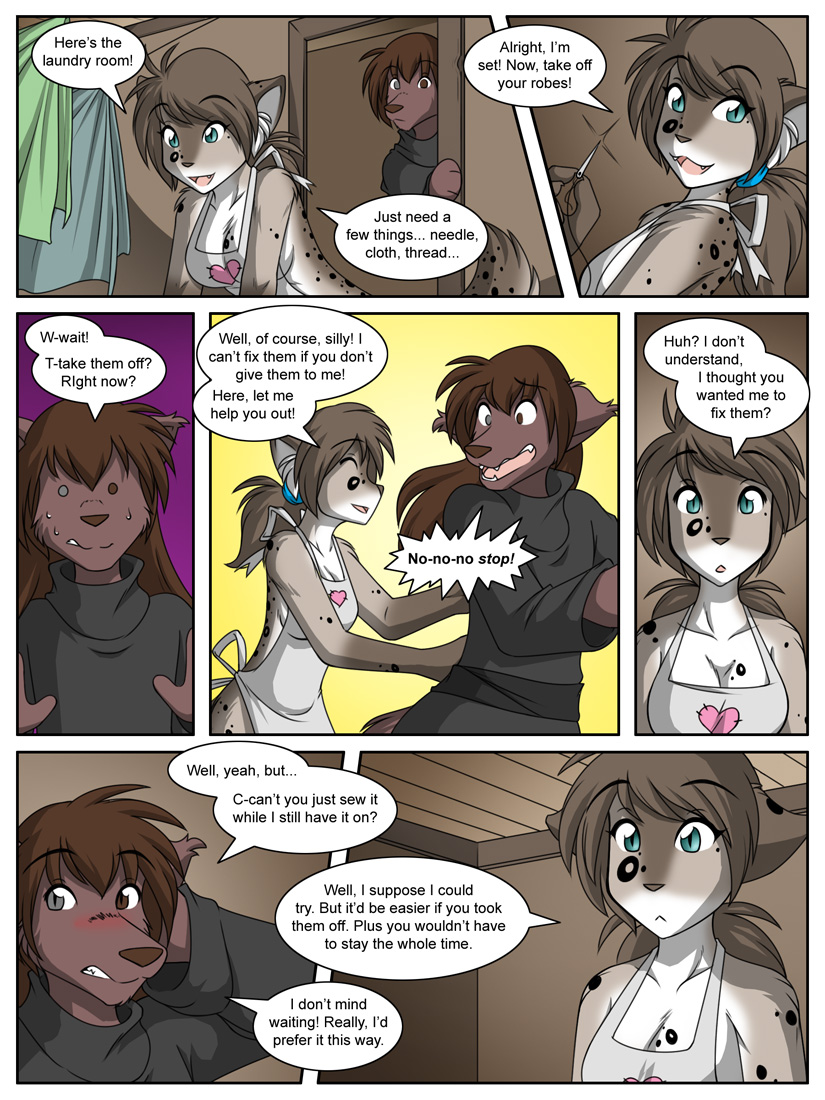 Here's the
laundry room!
Just need a
few things... needle,
cloth, thread...
Alright, I'm
set! Now, take off
your robes!
W-wait!
T-take them off?
RIght now?
Well, of course, silly! I
can't fix them if you don't
give them to me!
Here, let me
help you out!
No-no-no stop!
Huh? I don't
understand,
I thought you
wanted me to
fix them?
Well, yeah, but...
C-can't you just sew it
while I still have it on?
Well, I suppose I could
try. But it'd be easier if you took
them off. Plus you wouldn't have
to stay the whole time.
I don't mind
waiting! Really, I'd
prefer it this way.